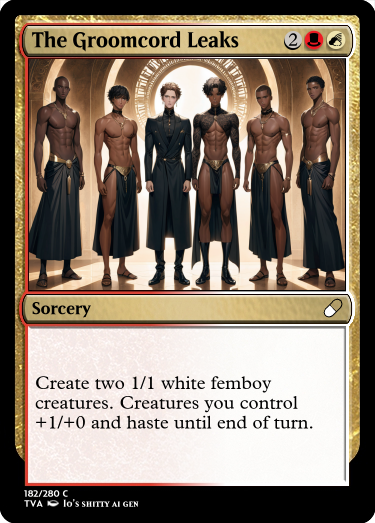 The Groomcord Leaks 2
Sorcery
Create two 1/1 white femboy
creatures. Creatures you control
+1/+0 and haste until end of turn.
182/280 C
TVA Io's shitty ai gen